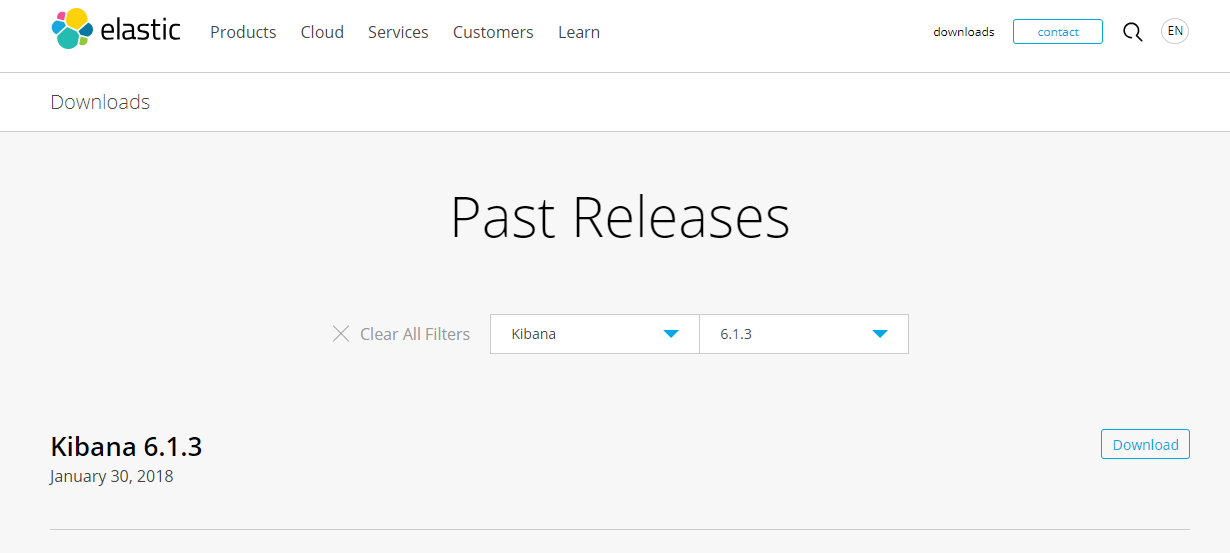 elastic Products Cloud Services Customers Learn downloads contact EN
Downloads
Past Releases
Clear All Filters Kibana 6.1.3
Kibana 6.1.3 Download
January 30, 2018